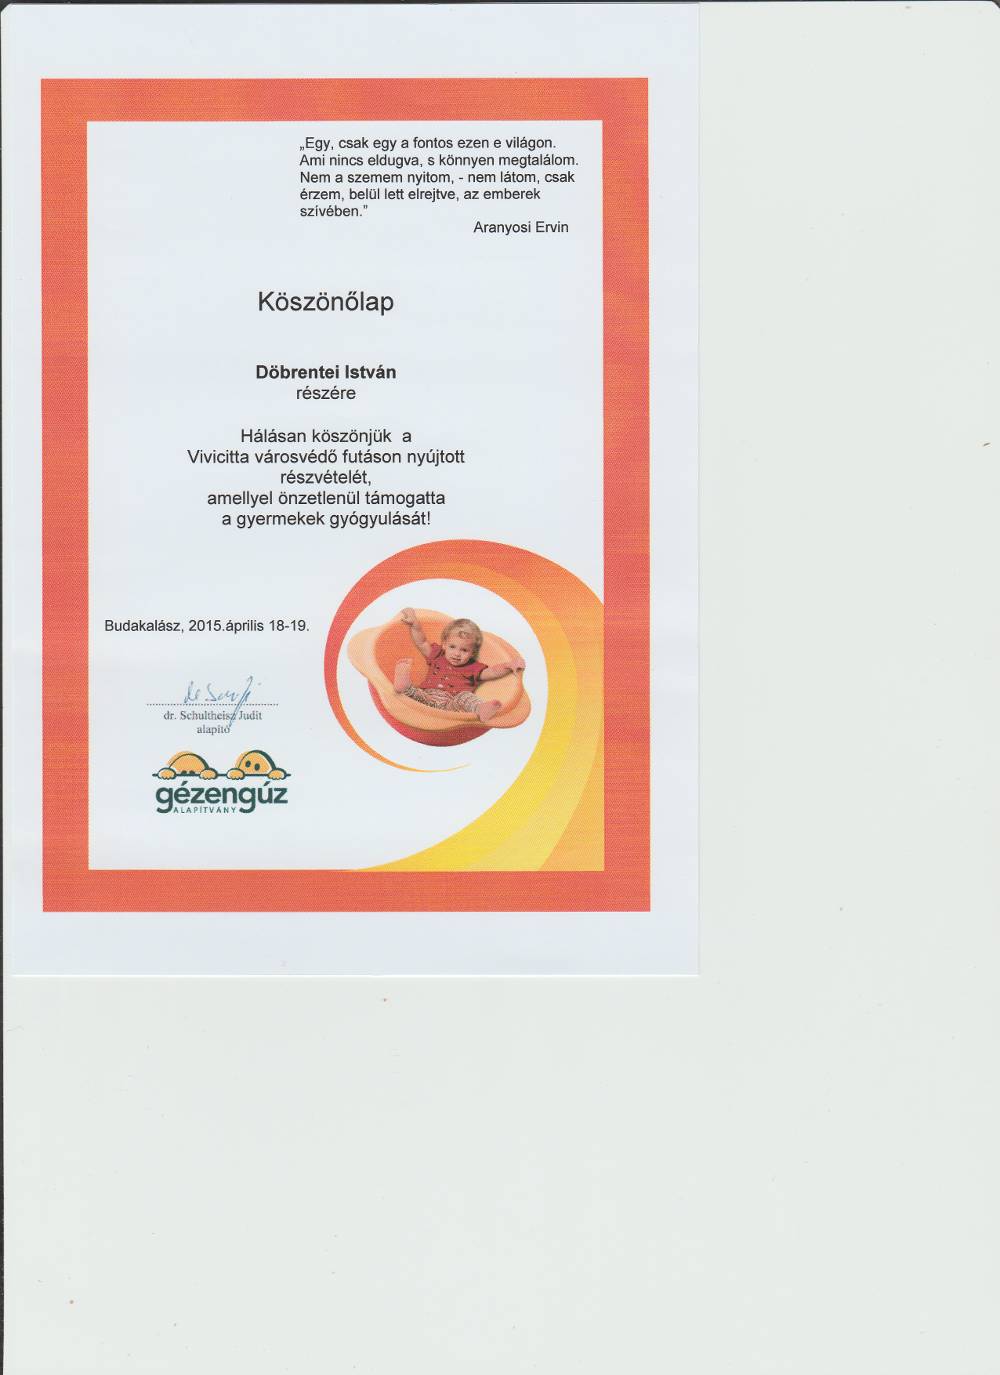 „Egy, csak egy a fontos ezen e világon.
Ami nincs eldugva, s könnyen megtalálom.
Nem a szemem nyitom, - nem látom, csak
érzem, belül lett elrejtve, az emberek
szívében.”
Aranyosi Ervin
Köszönőlap
Döbrentei István
részére
Hálásan köszönjük a
Vivicitta városvédő futáson nyújtott
részvételét,
amellyel önzetlenül támogatta
a gyermekek gyógyulását!
Budakalász, 2015.április 18-19.
dr. Schultheisz Judit
alapító
gézengúz
ALAPÍTVÁNY